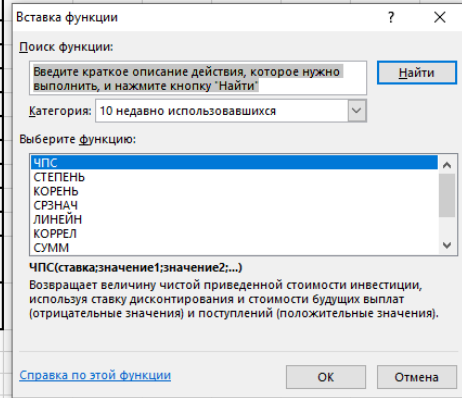 Вставка функции
?
Поиск функции:
Введите краткое описание действия, которое нужно
выполнить, и нажмите кнопку "Найти"
Найти
Категория: 10 недавно использовавшихся
Выберите функцию:
ЧПС
СТЕПЕНЬ
КОРЕНЬ
СРЗНАЧ
ЛИНЕЙН
КОРРЕЛ
СУММ
ЧПС(ставка;значение1;значение2;...)
Возвращает величину чистой приведенной стоимости инвестиции,
используя ставку дисконтирования и стоимости будущих выплат
(отрицательные значения) и поступлений (положительные значения).
Справка по этой функции
ОК
Отмена